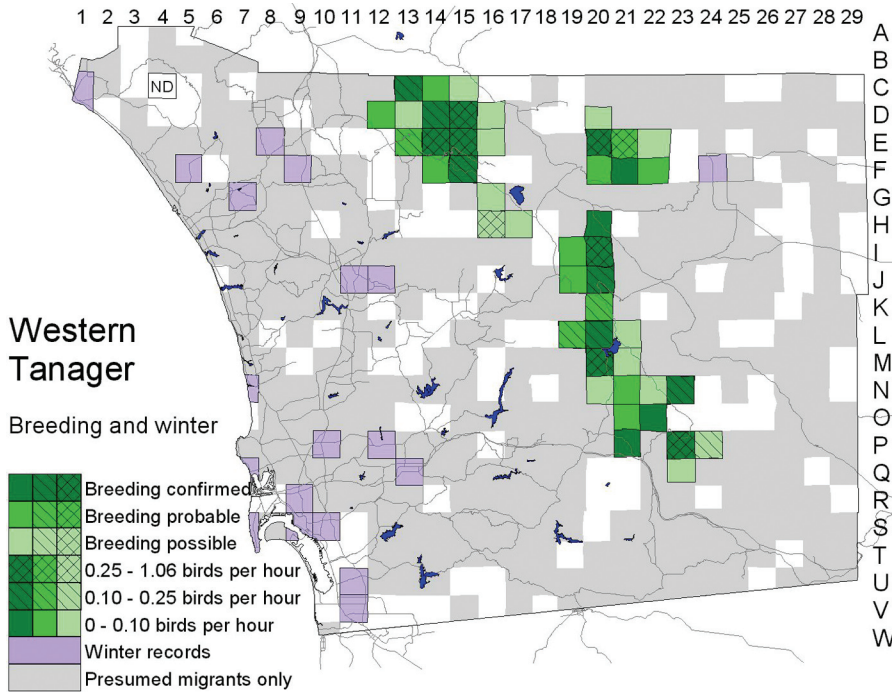 1 2 3 4 5 6 7 8 9 10 11 12 13 14 15 16 17 18 19 20 21 22 23 24 25 26 27 28 29
A
B
C
ND
D
E
F
G
H
I
J
K
L
M
N
O
P
Q
R
S
T
U
V
W
Western
Tanager
Breeding and winter
Breeding confirmed
Breeding probable
Breeding possible
0.25 - 1.06 birds per hour
0.10 - 0.25 birds per hour
0 - 0.10 birds per hour
Winter records
Presumed migrants only